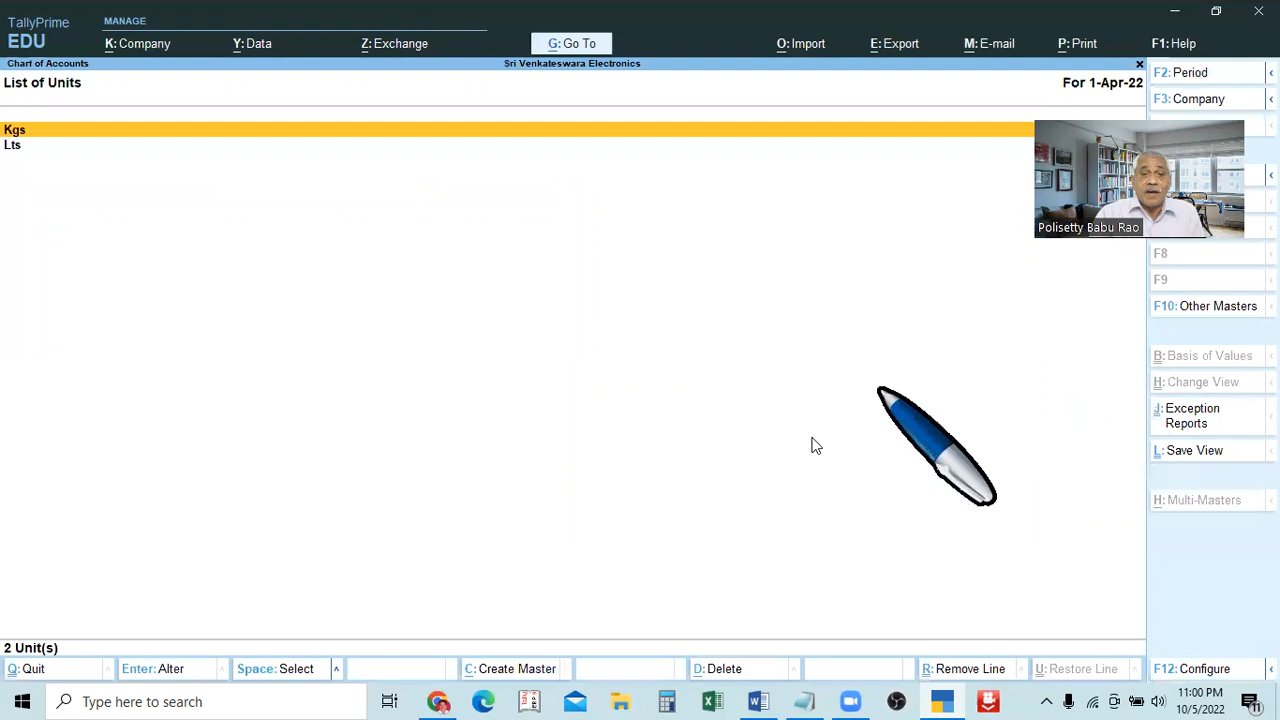 TallyPrime
EDU
MANAGE
K: Company
Y: Data
Z: Exchange
G: Go To
O: Import
E: Export
M: E-mail
P: Print
F1: Help
Chart of Accounts
Sri Venkateswara Electronics
List of Units
For 1-Apr-22
Kgs
Lts
F2: Period
F3: Company
Polisetty Babu Rao
F8
F9
F10: Other Masters
B: Basis of Values
H: Change View
J: Exception
Reports
L: Save View
H: Multi-Masters
2 Unit(s)
Q: Quit
Enter: Alter
Space: Select
C: Create Master
D: Delete
R: Remove Line
U: Restore Line
F12: Configure
Type here to search
11:00 PM
10/5/2022